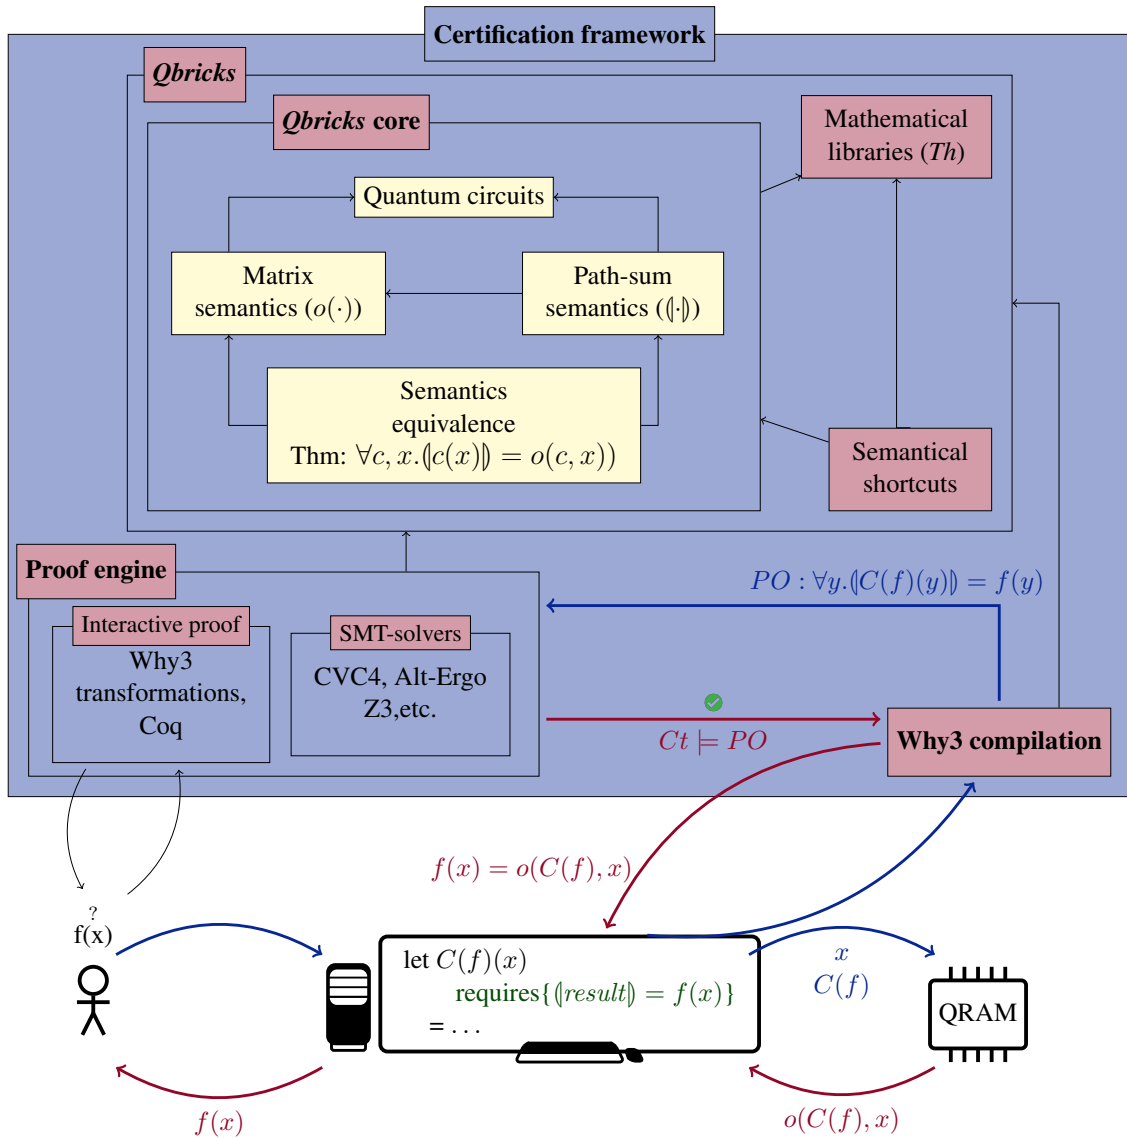 Certification framework
Qbricks
Qbricks core
Mathematical
libraries (Th)
Quantum circuits
Matrix
semantics (o(·))
Path-sum
semantics (⦇·⦈)
Semantics
equivalence
Thm: ∀c, x.⦇c(x)⦈ = o(c, x))
Semantical
shortcuts
Proof engine
Interactive proof
Why3
transformations,
Coq
SMT-solvers
CVC4, Alt-Ergo
Z3,etc.
PO : ∀y.⦇C(f)(y)⦈ = f(y)
Ct ⊨ PO
Why3 compilation
f(x) = o(C(f), x)
?
f(x)
let C(f)(x)
requires{⦇result⦈ = f(x)}
= . . .
x
C(f)
QRAM
f(x)
o(C(f), x)